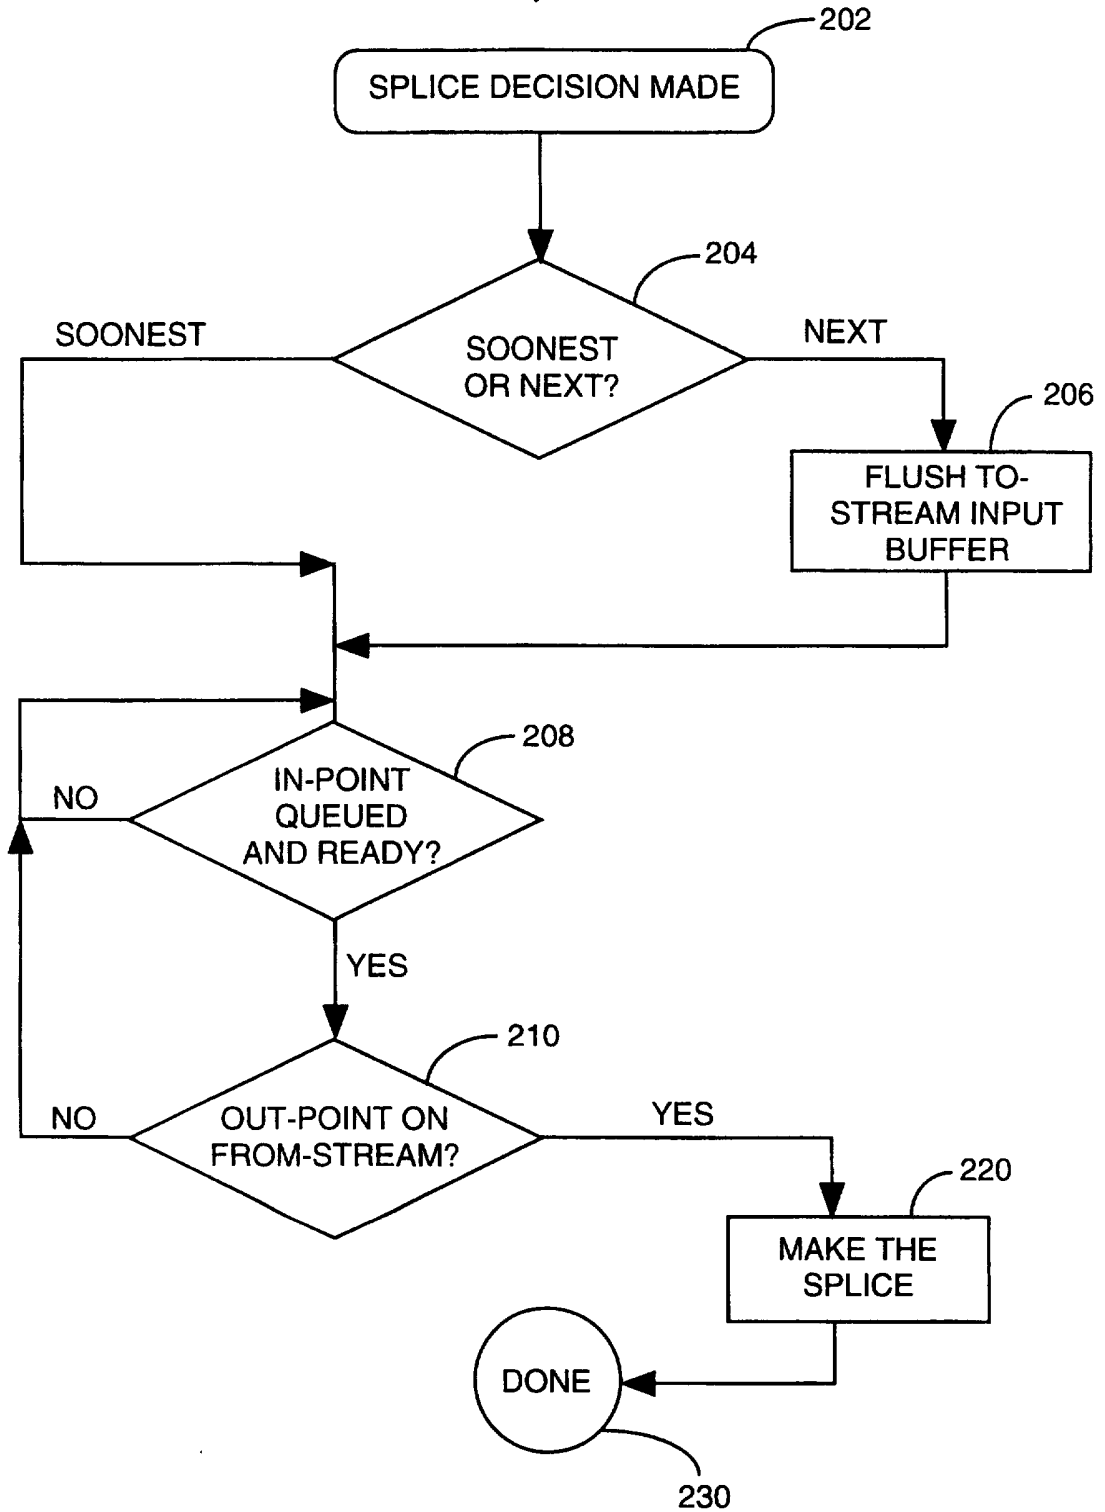 202
SPLICE DECISION MADE
204
SOONEST
NEXT
SOONEST
OR NEXT?
206
FLUSH TO-
STREAM INPUT
BUFFER
208
IN-POINT
QUEUED
AND READY?
NO
YES
210
OUT-POINT ON
FROM-STREAM?
NO
YES
220
MAKE THE
SPLICE
DONE
230